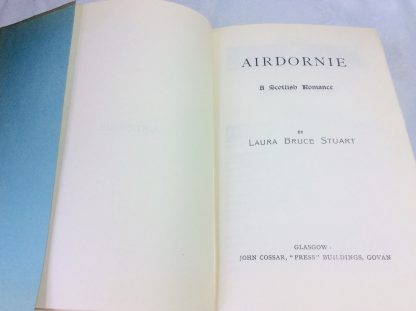 AIRDORNIE
A Scottish Romance
BY
LAURA BRUCE STUART
GLASGOW:
JOHN COSSAR, "PRESS" BUILDINGS, GOVAN